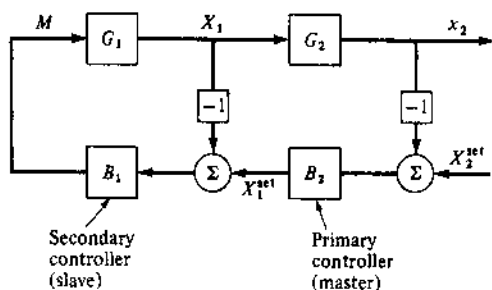 M
G₁
X₁
G₂
x₂
−1
−1
B₁
Σ
X₁^set
B₂
Σ
X₂^set
Secondary
controller
(slave)
Primary
controller
(master)